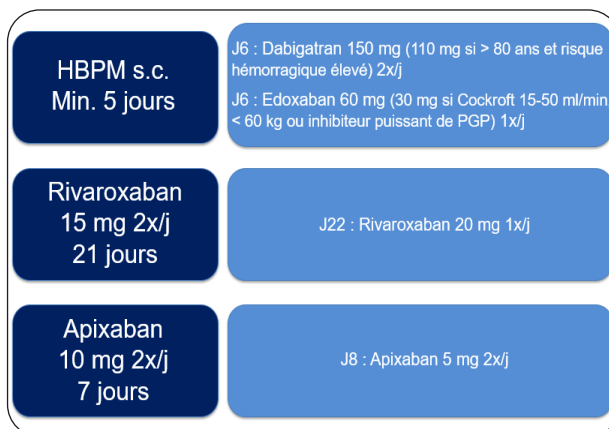 HBPM s.c.
Min. 5 jours
J6 : Dabigatran 150 mg (110 mg si > 80 ans et risque
hémorragique élevé) 2x/j
J6 : Edoxaban 60 mg (30 mg si Cockroft 15-50 ml/min.
< 60 kg ou inhibiteur puissant de PGP) 1x/j
Rivaroxaban
15 mg 2x/j
21 jours
J22 : Rivaroxaban 20 mg 1x/j
Apixaban
10 mg 2x/j
7 jours
J8 : Apixaban 5 mg 2x/j